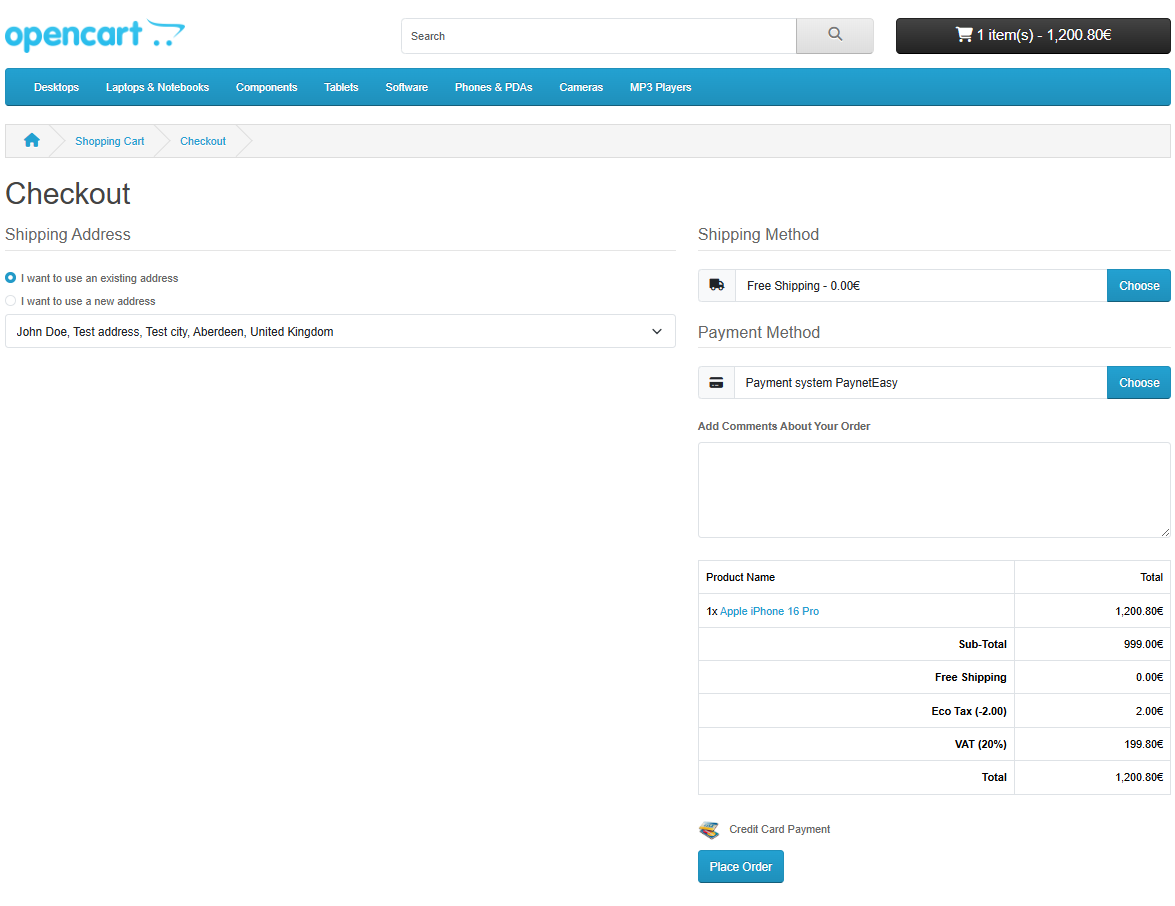 opencart
Search
1 item(s) - 1,200.80€
Desktops Laptops & Notebooks Components Tablets Software Phones & PDAs Cameras MP3 Players
Shopping Cart Checkout
Checkout
Shipping Address
I want to use an existing address
I want to use a new address
John Doe, Test address, Test city, Aberdeen, United Kingdom
Shipping Method
Free Shipping - 0.00€ Choose
Payment Method
Payment system PaynetEasy Choose
Add Comments About Your Order
Product Name Total
1x Apple iPhone 16 Pro 1,200.80€
Sub-Total 999.00€
Free Shipping 0.00€
Eco Tax (-2.00) 2.00€
VAT (20%) 199.80€
Total 1,200.80€
Credit Card Payment
Place Order